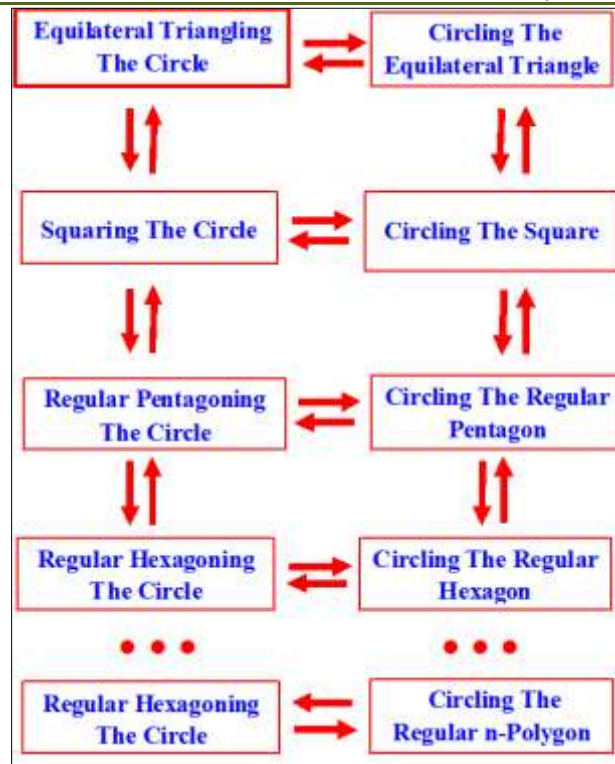 Equilateral Triangling
The Circle
Circling The
Equilateral Triangle
Squaring The Circle
Circling The Square
Regular Pentagoning
The Circle
Circling The Regular
Pentagon
Regular Hexagoning
The Circle
Circling The Regular
Hexagon
Regular Hexagoning
The Circle
Circling The
Regular n-Polygon